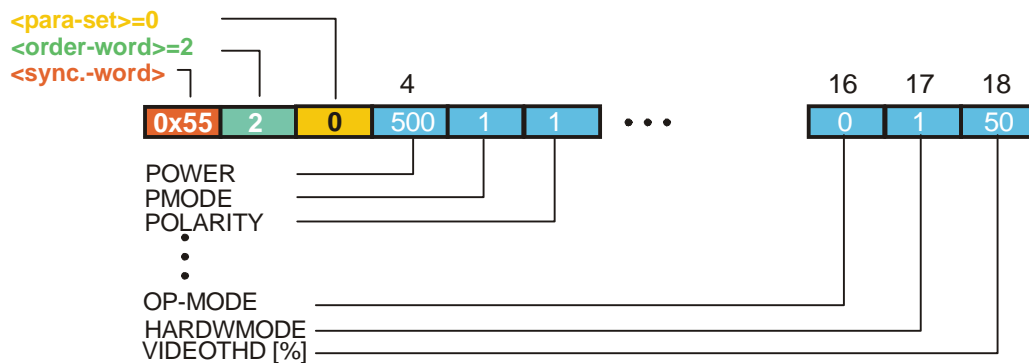 <para-set>=0
<order-word>=2
<sync.-word>
4 16 17 18
0x55 2 0 500 1 1 0 1 50
POWER
PMODE
POLARITY
OP-MODE
HARDWMODE
VIDEOTHD [%]